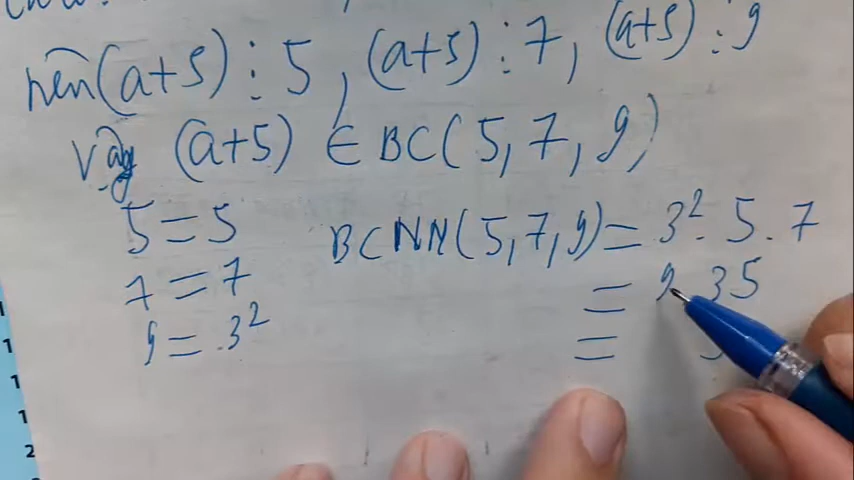 nên (a+5) ⋮ 5, (a+5) ⋮ 7, (a+5) ⋮ 9
Vậy (a+5) ∈ BC(5, 7, 9)
5 = 5
BCNN(5,7,9) = 3². 5. 7
7 = 7
= 9 35
9 = 3²
=